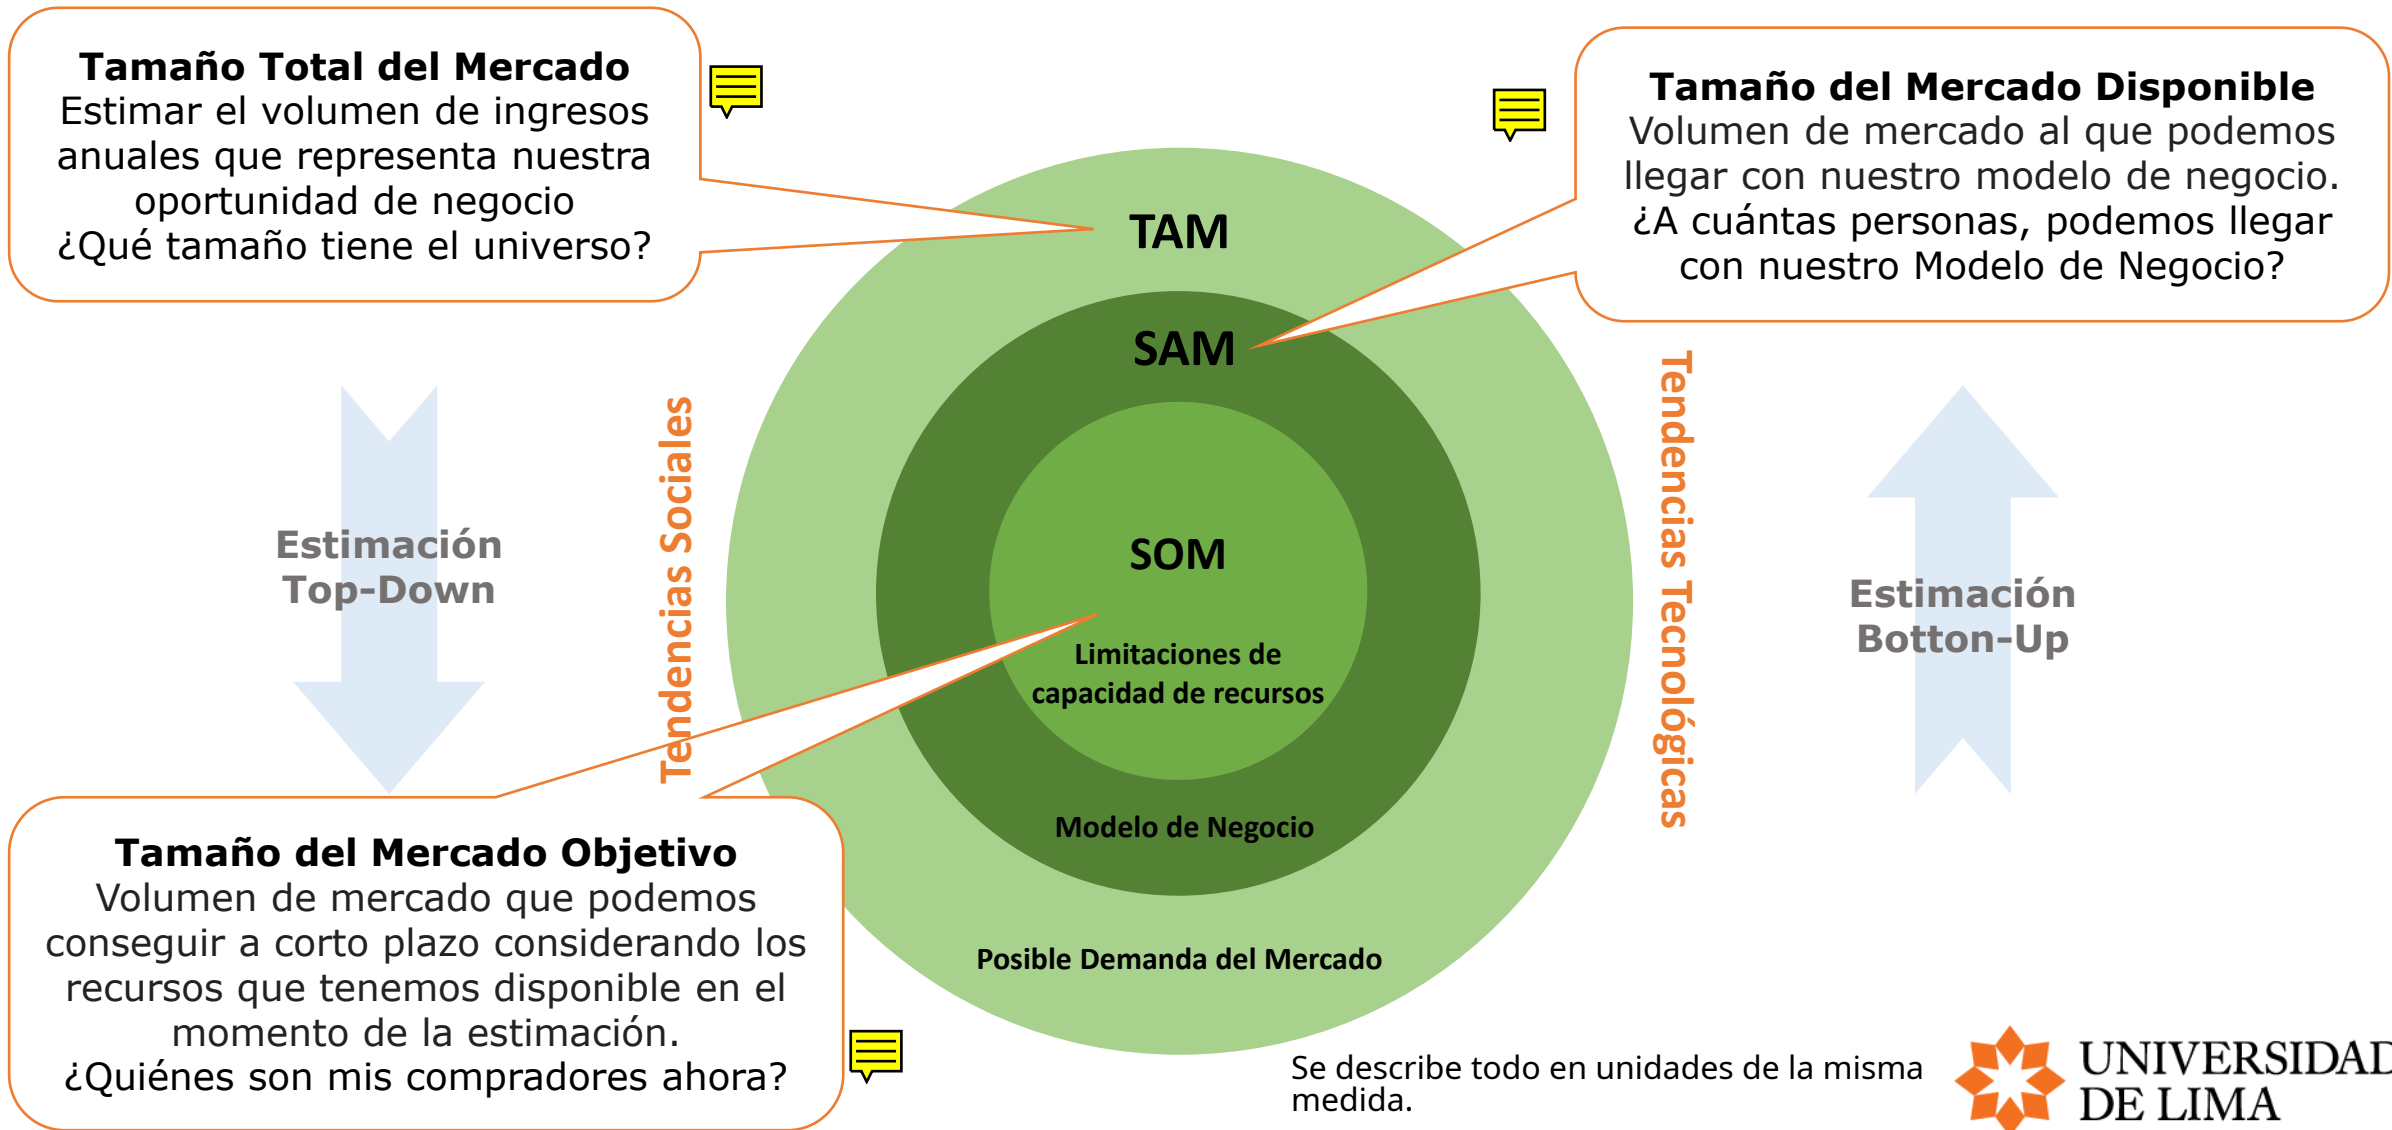 Tamaño Total del Mercado
Estimar el volumen de ingresos
anuales que representa nuestra
oportunidad de negocio
¿Qué tamaño tiene el universo?
Tamaño del Mercado Disponible
Volumen de mercado al que podemos
llegar con nuestro modelo de negocio.
¿A cuántas personas, podemos llegar
con nuestro Modelo de Negocio?
TAM
SAM
SOM
Limitaciones de
capacidad de recursos
Modelo de Negocio
Posible Demanda del Mercado
Tendencias Sociales
Tendencias Tecnológicas
Estimación
Top-Down
Estimación
Botton-Up
Tamaño del Mercado Objetivo
Volumen de mercado que podemos
conseguir a corto plazo considerando los
recursos que tenemos disponible en el
momento de la estimación.
¿Quiénes son mis compradores ahora?
Se describe todo en unidades de la misma
medida.
UNIVERSIDAD
DE LIMA